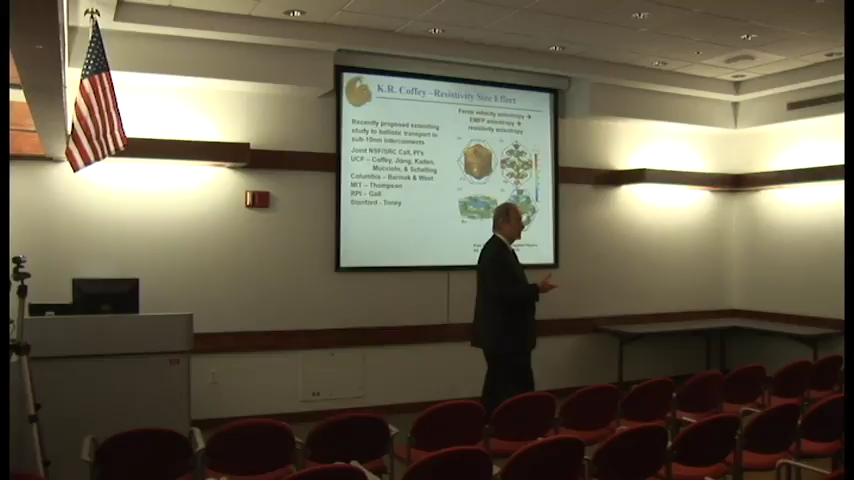 K.R. Coffey – Resistivity Size Effect
Recently proposed extending
study to ballistic transport in
sub-10nm interconnects
Joint NSF/SRC Call, PI's
UCF – Coffey, Jiang, Kaden,
Mucciolo, & Schelling
Columbia – Barmak & West
MIT – Thompson
RPI – Gall
Stanford - Toney
Fermi velocity anisotropy →
EMFP anisotropy →
resistivity anisotropy